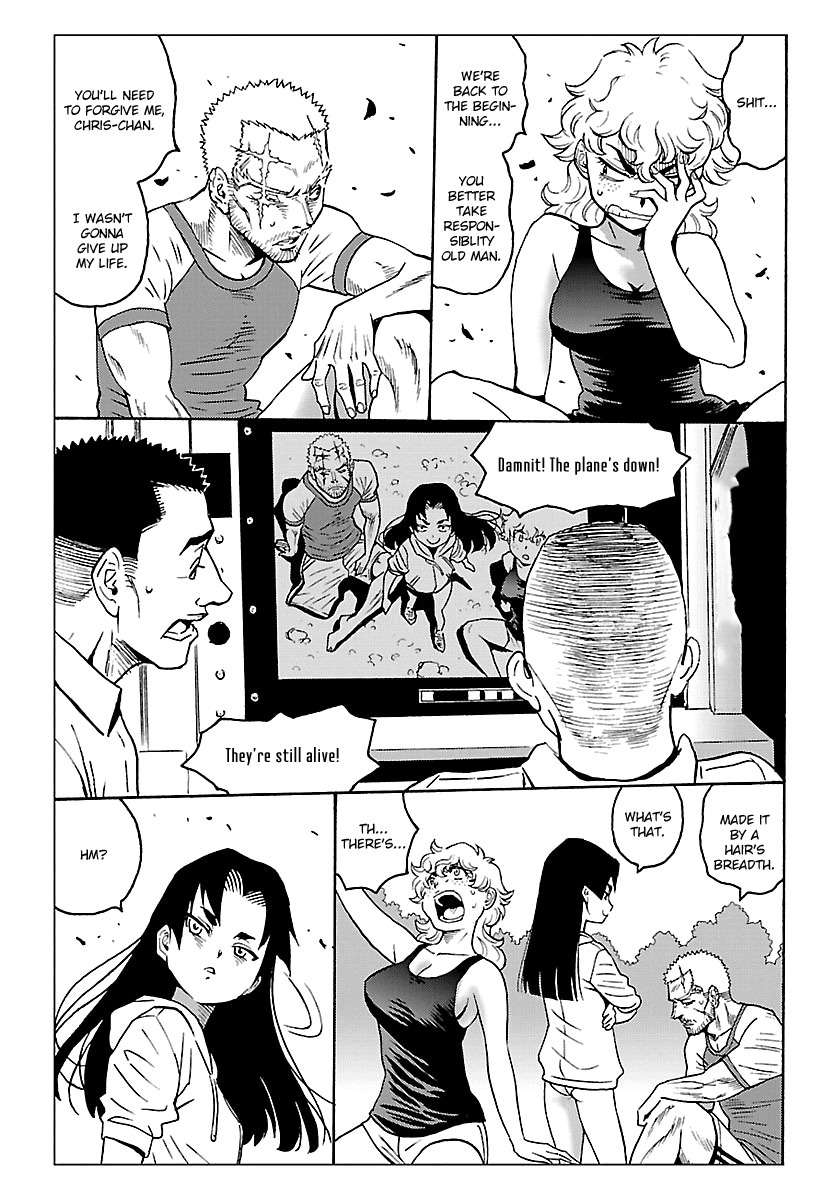 SHIT...
WE'RE
BACK TO
THE BEGIN-
NING...
YOU
BETTER
TAKE
RESPON-
SIBLITY
OLD MAN.
YOU'LL NEED
TO FORGIVE ME,
CHRIS-CHAN.
I WASN'T
GONNA
GIVE UP
MY LIFE.
Damnit! The plane's down!
They're still alive!
MADE IT
BY A
HAIR'S
BREADTH.
WHAT'S
THAT.
TH...
THERE'S...
HM?